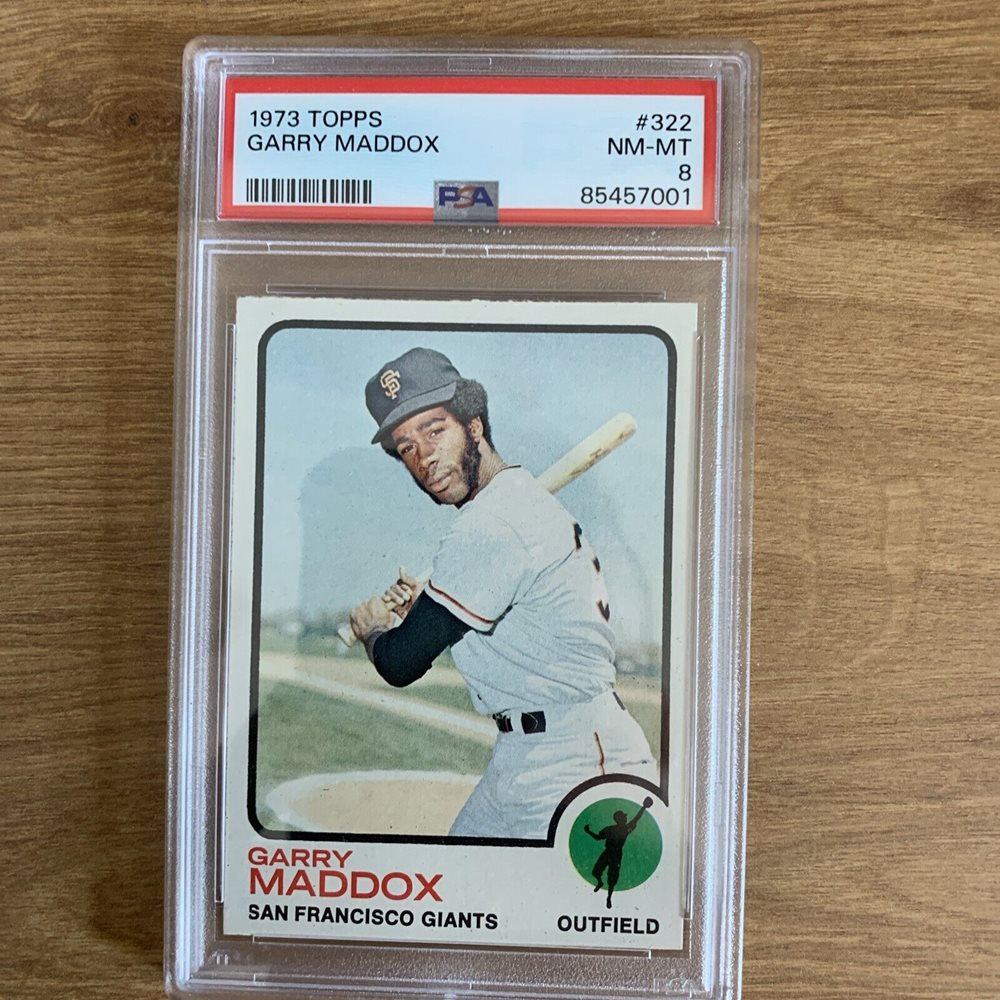 1973 TOPPS #322
GARRY MADDOX NM-MT
8
PSA 85457001
SF
GARRY
MADDOX
SAN FRANCISCO GIANTS
OUTFIELD